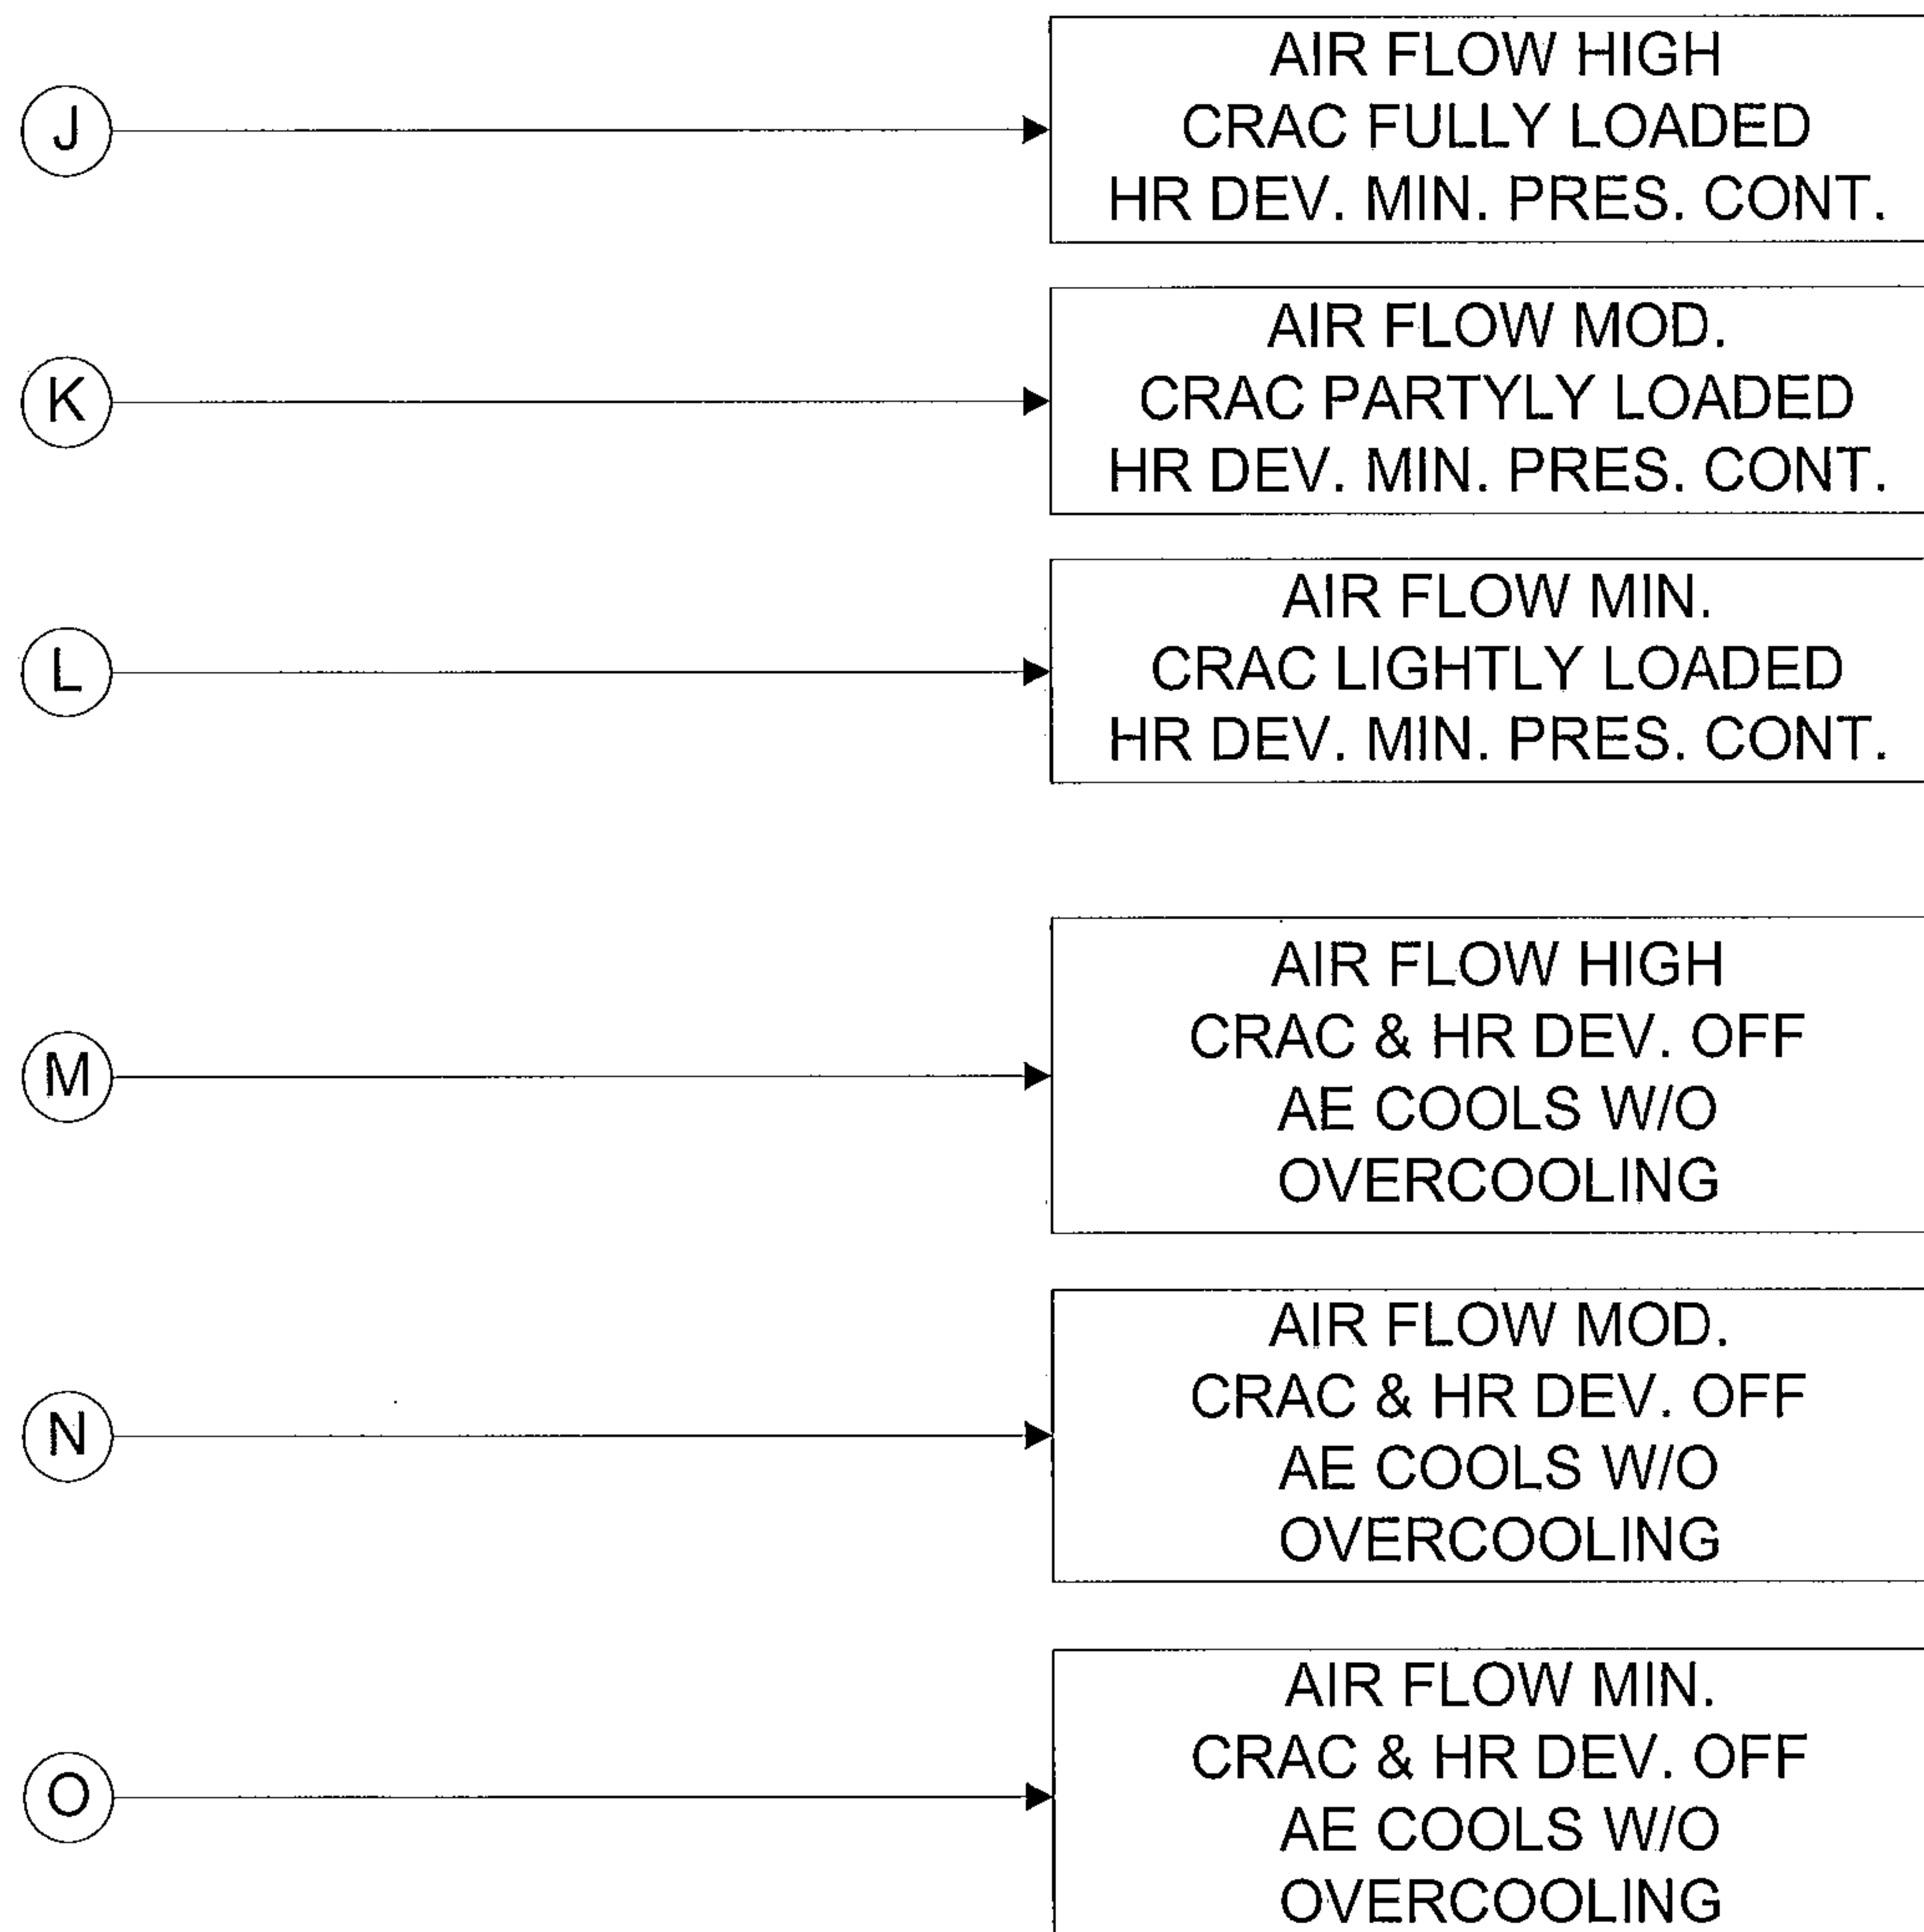 J
AIR FLOW HIGH
CRAC FULLY LOADED
HR DEV. MIN. PRES. CONT.
K
AIR FLOW MOD.
CRAC PARTYLY LOADED
HR DEV. MIN. PRES. CONT.
L
AIR FLOW MIN.
CRAC LIGHTLY LOADED
HR DEV. MIN. PRES. CONT.
M
AIR FLOW HIGH
CRAC & HR DEV. OFF
AE COOLS W/O
OVERCOOLING
N
AIR FLOW MOD.
CRAC & HR DEV. OFF
AE COOLS W/O
OVERCOOLING
O
AIR FLOW MIN.
CRAC & HR DEV. OFF
AE COOLS W/O
OVERCOOLING